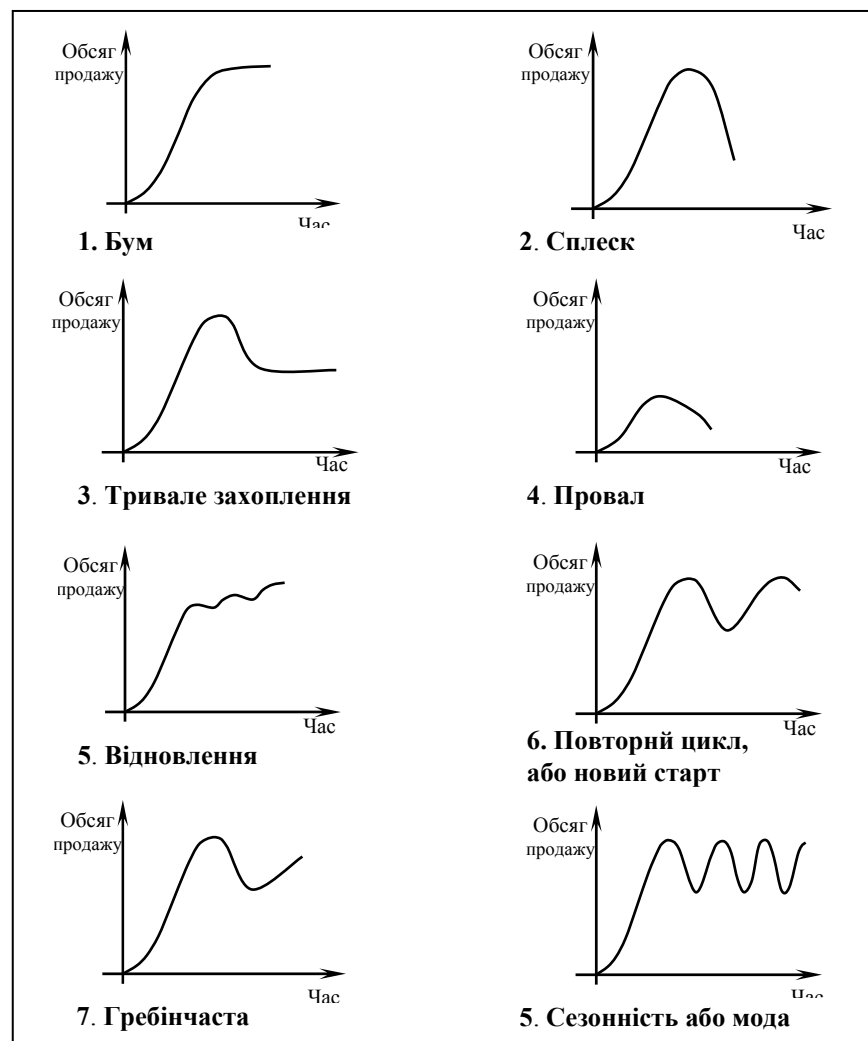 Обсяг
продажу
Час
1. Бум
Обсяг
продажу
Час
2. Сплеск
Обсяг
продажу
Час
3. Тривале захоплення
Обсяг
продажу
Час
4. Провал
Обсяг
продажу
Час
5. Відновлення
Обсяг
продажу
Час
6. Повторнй цикл,
або новий старт
Обсяг
продажу
Час
7. Гребінчаста
Обсяг
продажу
Час
5. Сезонність або мода